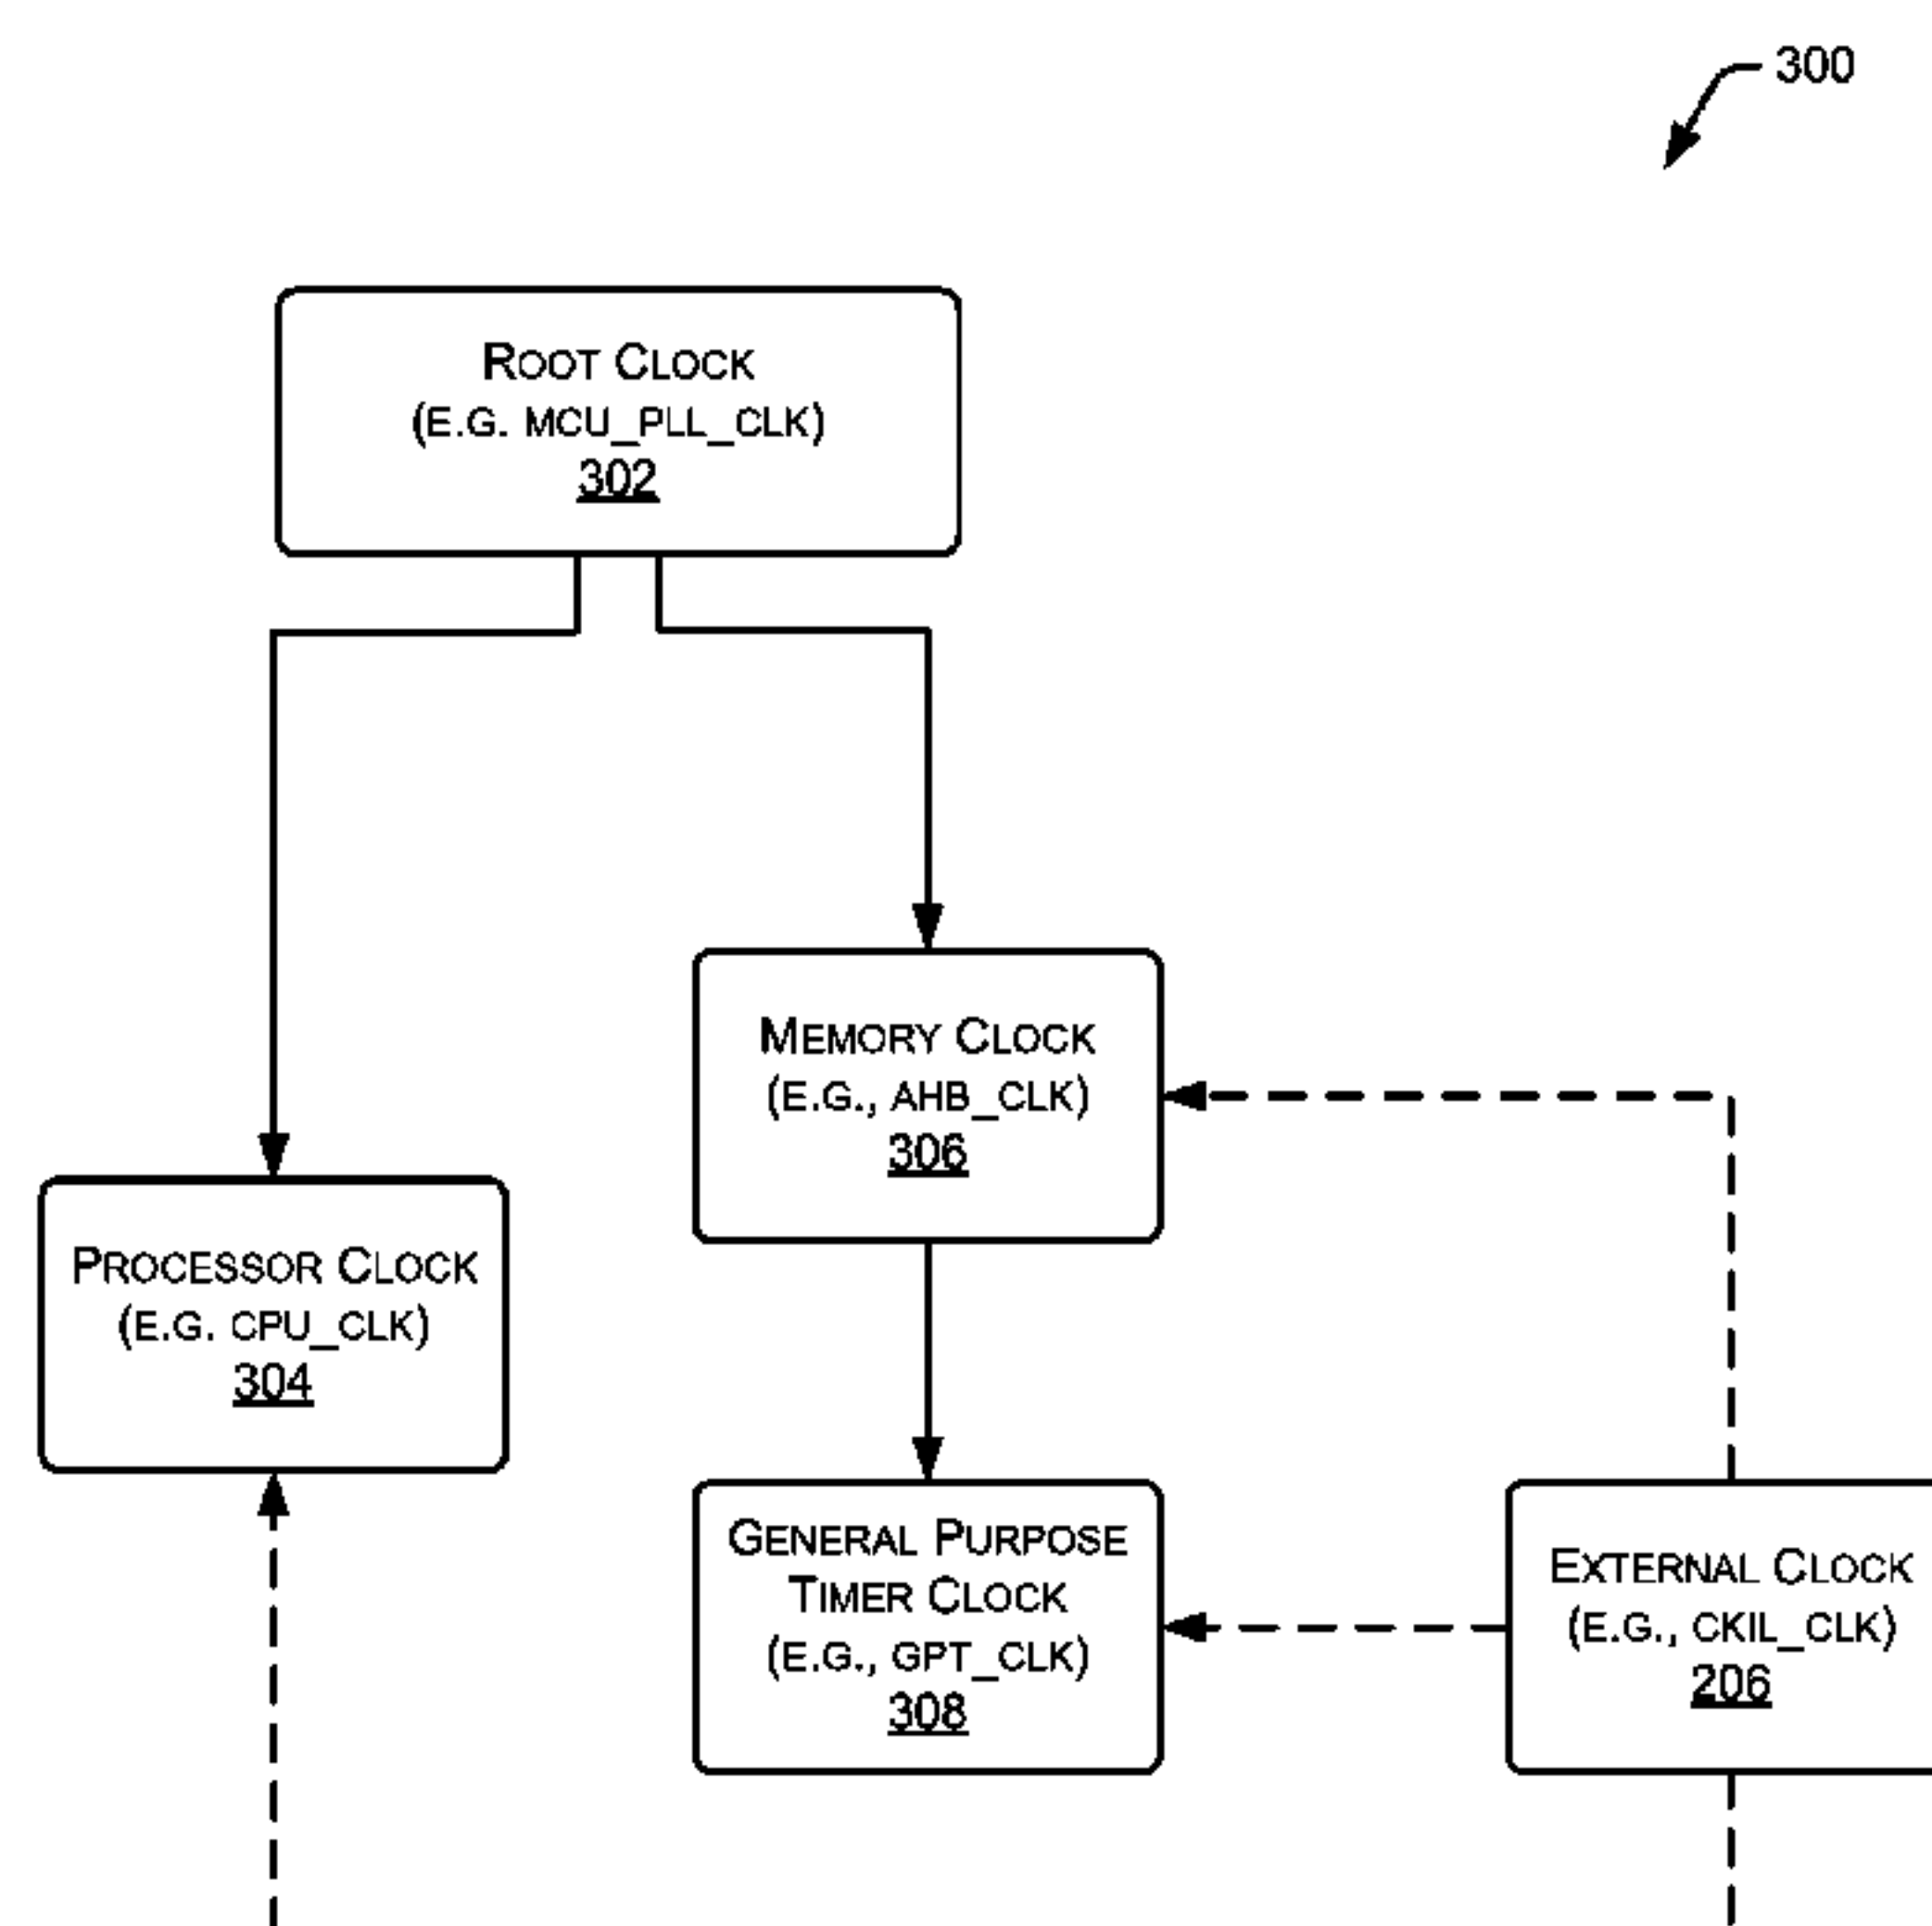 300
ROOT CLOCK
(E.G. MCU_PLL_CLK)
302
MEMORY CLOCK
(E.G., AHB_CLK)
306
PROCESSOR CLOCK
(E.G. CPU_CLK)
304
GENERAL PURPOSE
TIMER CLOCK
(E.G., GPT_CLK)
308
EXTERNAL CLOCK
(E.G., CKIL_CLK)
206